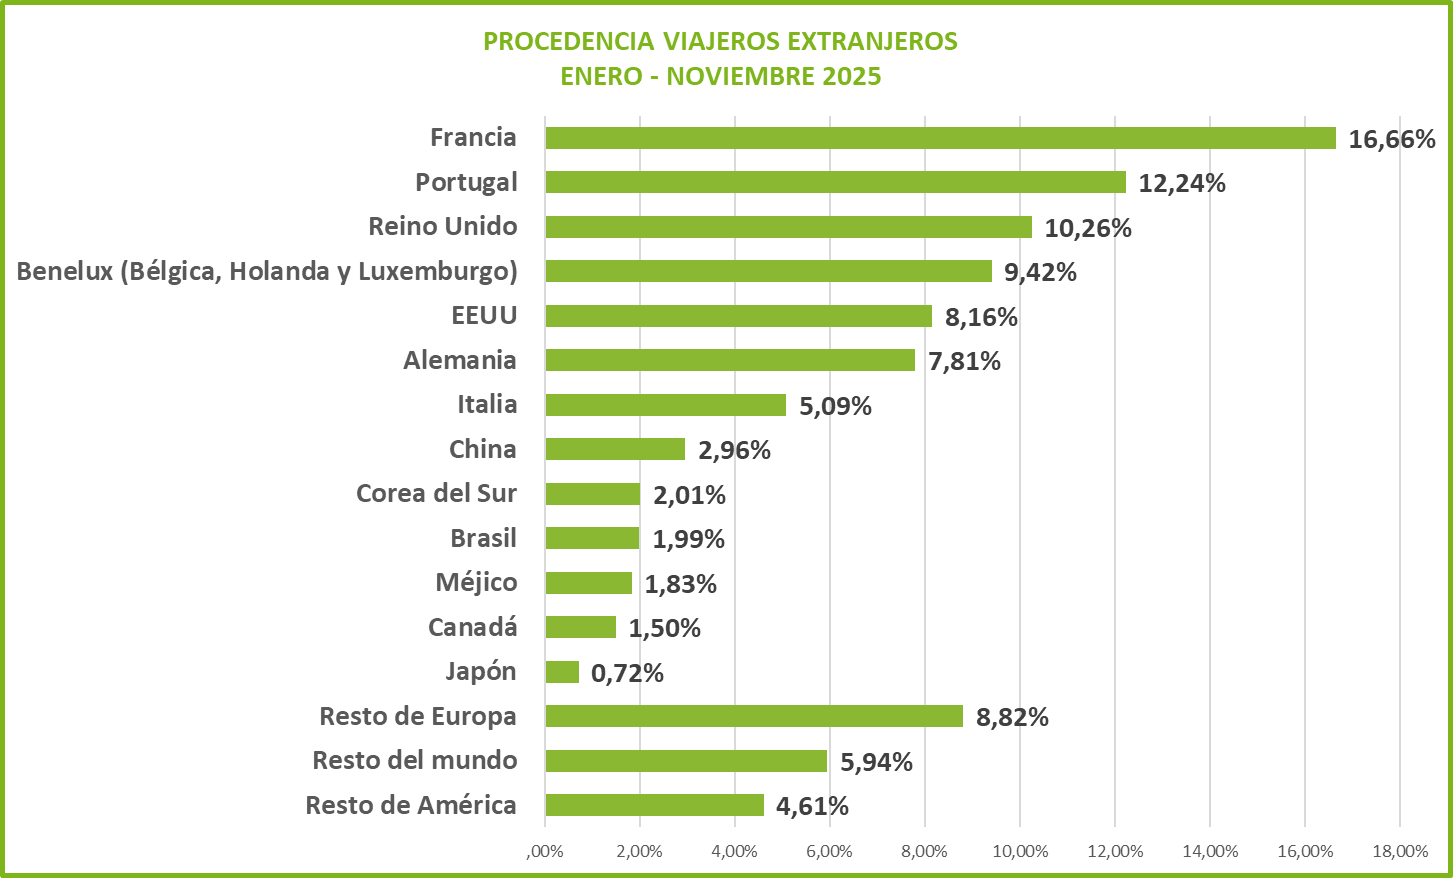 PROCEDENCIA VIAJEROS EXTRANJEROS
ENERO - NOVIEMBRE 2025
Francia 16,66%
Portugal 12,24%
Reino Unido 10,26%
Benelux (Bélgica, Holanda y Luxemburgo) 9,42%
EEUU 8,16%
Alemania 7,81%
Italia 5,09%
China 2,96%
Corea del Sur 2,01%
Brasil 1,99%
Méjico 1,83%
Canadá 1,50%
Japón 0,72%
Resto de Europa 8,82%
Resto del mundo 5,94%
Resto de América 4,61%
,00% 2,00% 4,00% 6,00% 8,00% 10,00% 12,00% 14,00% 16,00% 18,00%